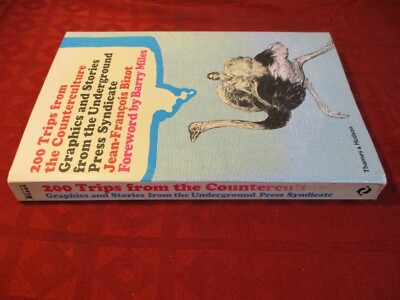 200 Trips from
the Counterculture
Graphics and Stories
from the Underground
Press Syndicate
Jean-François Bizot
Foreword by Barry Miles
Thames & Hudson
200 Trips from the Counterculture
Graphics and Stories from the Underground Press Syndicate